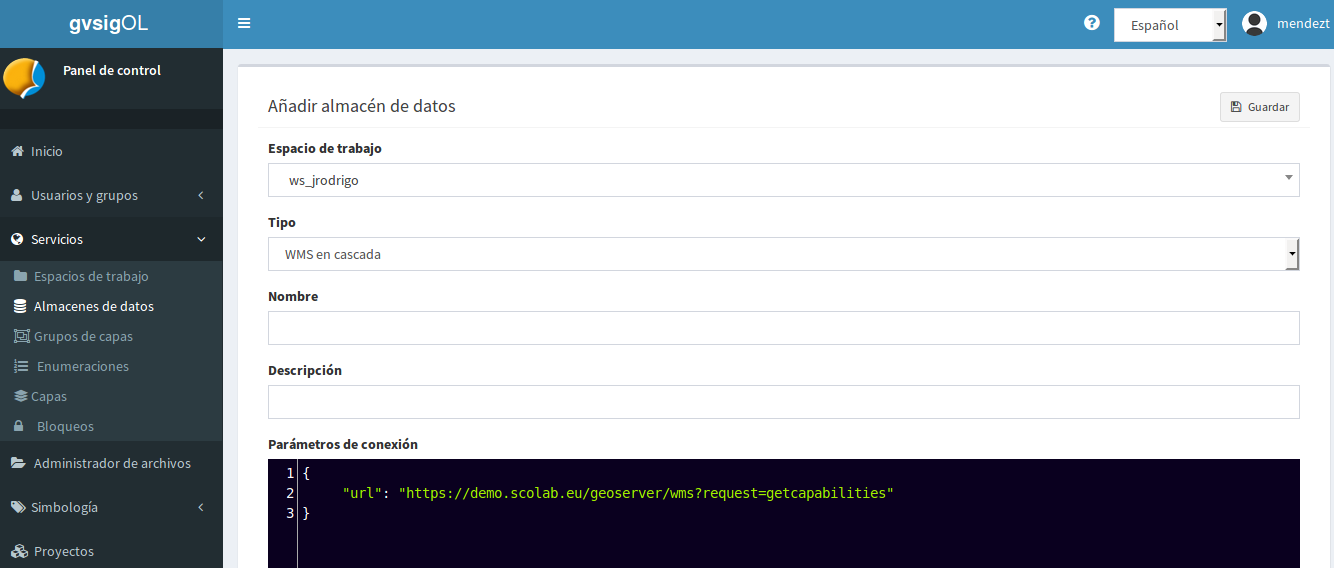 gvsigOL
Español
mendezt
Panel de control
Añadir almacén de datos
Guardar
Inicio
Usuarios y grupos
Servicios
Espacios de trabajo
Almacenes de datos
Grupos de capas
Enumeraciones
Capas
Bloqueos
Administrador de archivos
Simbología
Proyectos
Espacio de trabajo
ws_jrodrigo
Tipo
WMS en cascada
Nombre
Descripción
Parámetros de conexión
1 {
2 "url": "https://demo.scolab.eu/geoserver/wms?request=getcapabilities"
3 }